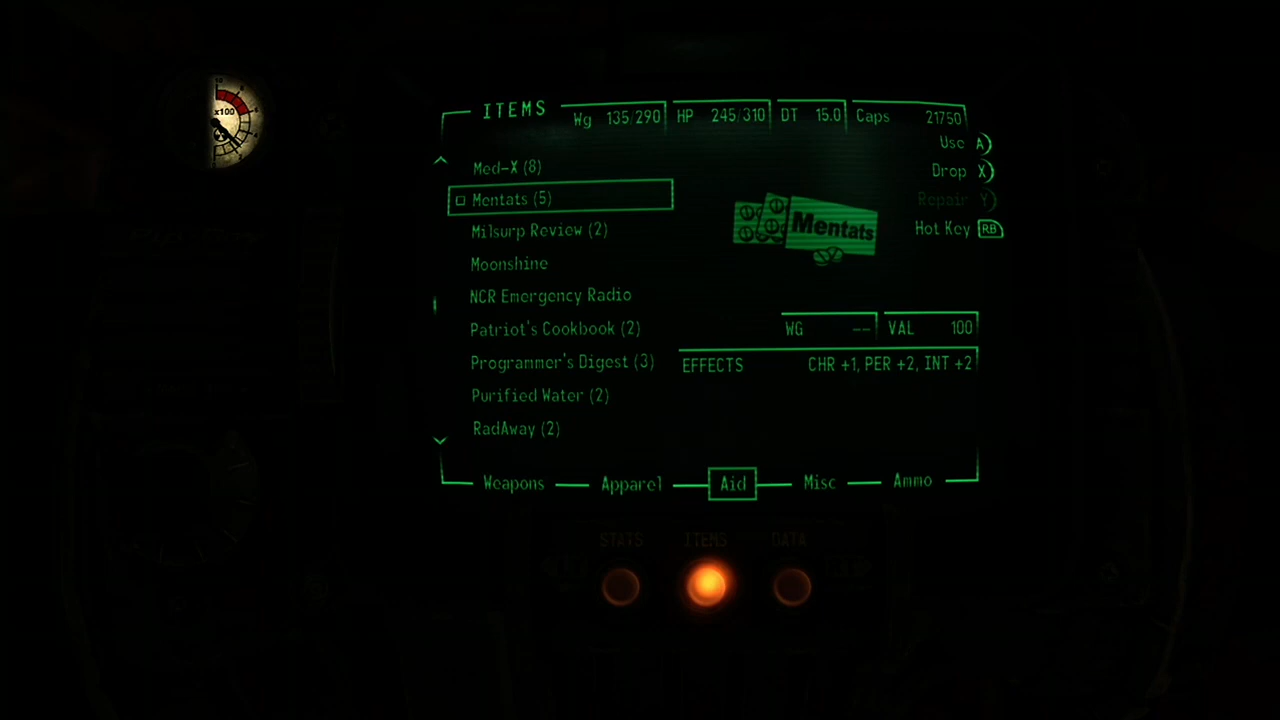 ITEMS Wg 135/290 HP 245/310 DT 15.0 Caps 21750
x100
Use A)
Med-X (8)
Drop X)
Mentats (5)
Repair Y)
Mentats
Milsurp Review (2)
Hot Key RB
Moonshine
NCR Emergency Radio
Patriot's Cookbook (2)
WG -- VAL 100
Programmer's Digest (3)
EFFECTS CHR +1, PER +2, INT +2
Purified Water (2)
RadAway (2)
Weapons Apparel Aid Misc Ammo
STATS ITEMS DATA